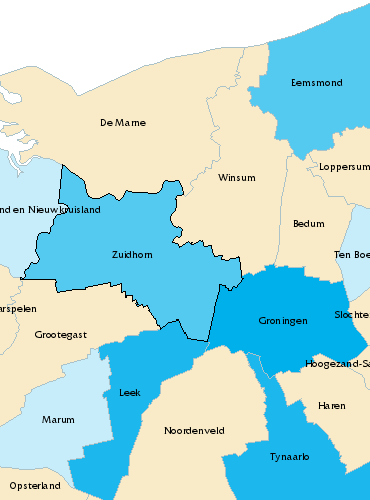 Eemsmond
De Marne
Loppersum
Winsum
nd en Nieuwkruisland
Bedum
Zuidhorn
Ten Boe
arspelen
Slochte
Groningen
Grootegast
Hoogezand-Sa
Leek
Haren
Marum
Noordenveld
Tynaarlo
Opsterland